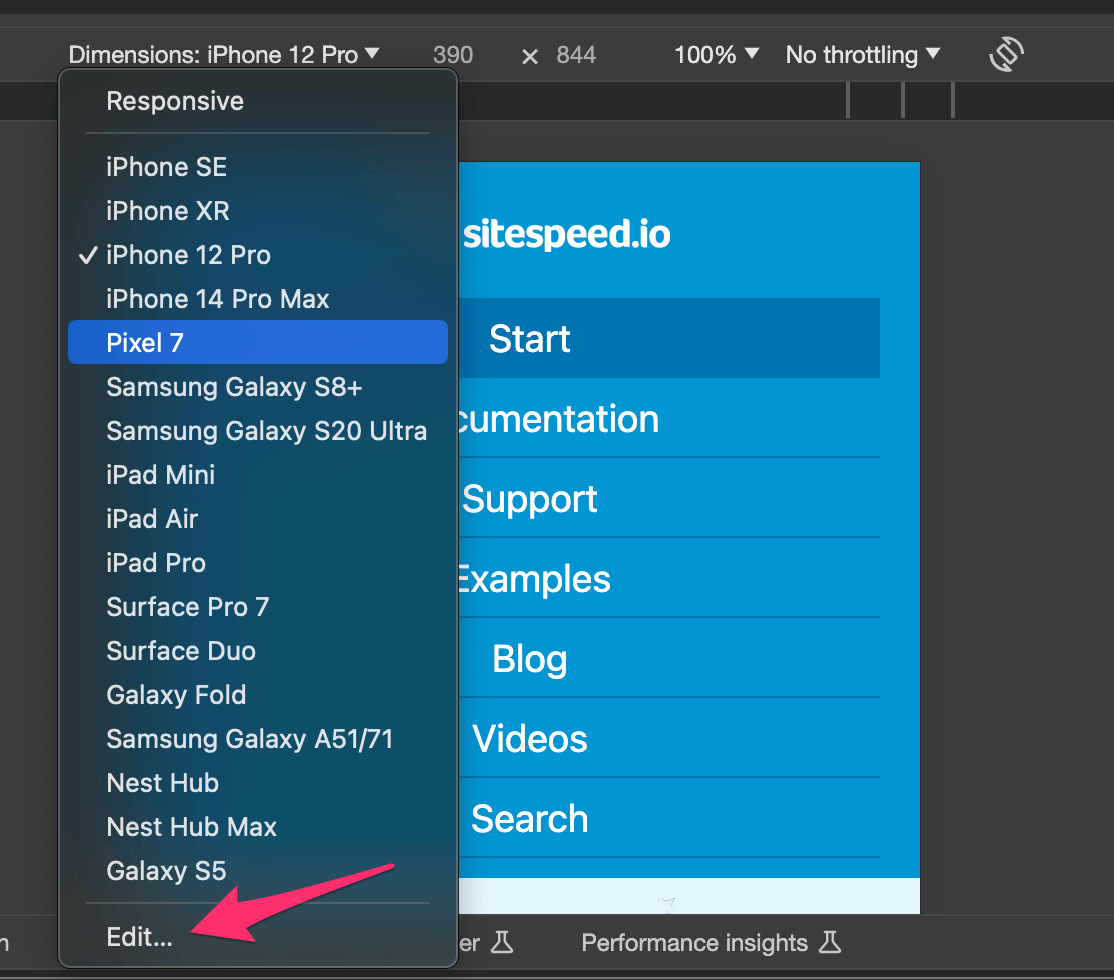 Dimensions: iPhone 12 Pro ▼ 390 × 844 100% ▼ No throttling ▼
Responsive
iPhone SE
iPhone XR
✓ iPhone 12 Pro
iPhone 14 Pro Max
Pixel 7
Samsung Galaxy S8+
Samsung Galaxy S20 Ultra
iPad Mini
iPad Air
iPad Pro
Surface Pro 7
Surface Duo
Galaxy Fold
Samsung Galaxy A51/71
Nest Hub
Nest Hub Max
Galaxy S5
Edit...
sitespeed.io
Start
cumentation
Support
Examples
Blog
Videos
Search
n
er
Performance insights